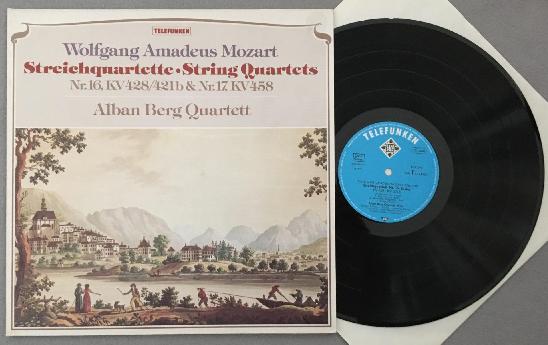 TELEFUNKEN
Wolfgang Amadeus Mozart
Streichquartette • String Quartets
Nr.16, KV 428/421b & Nr.17 KV 458
Alban Berg Quartett
TELEFUNKEN